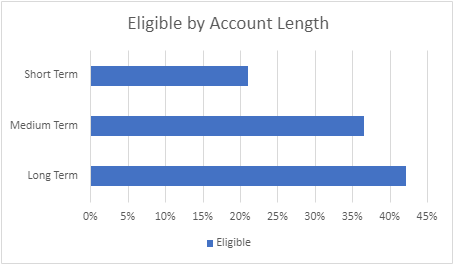 Eligible by Account Length
Short Term
Medium Term
Long Term
0% 5% 10% 15% 20% 25% 30% 35% 40% 45%
Eligible